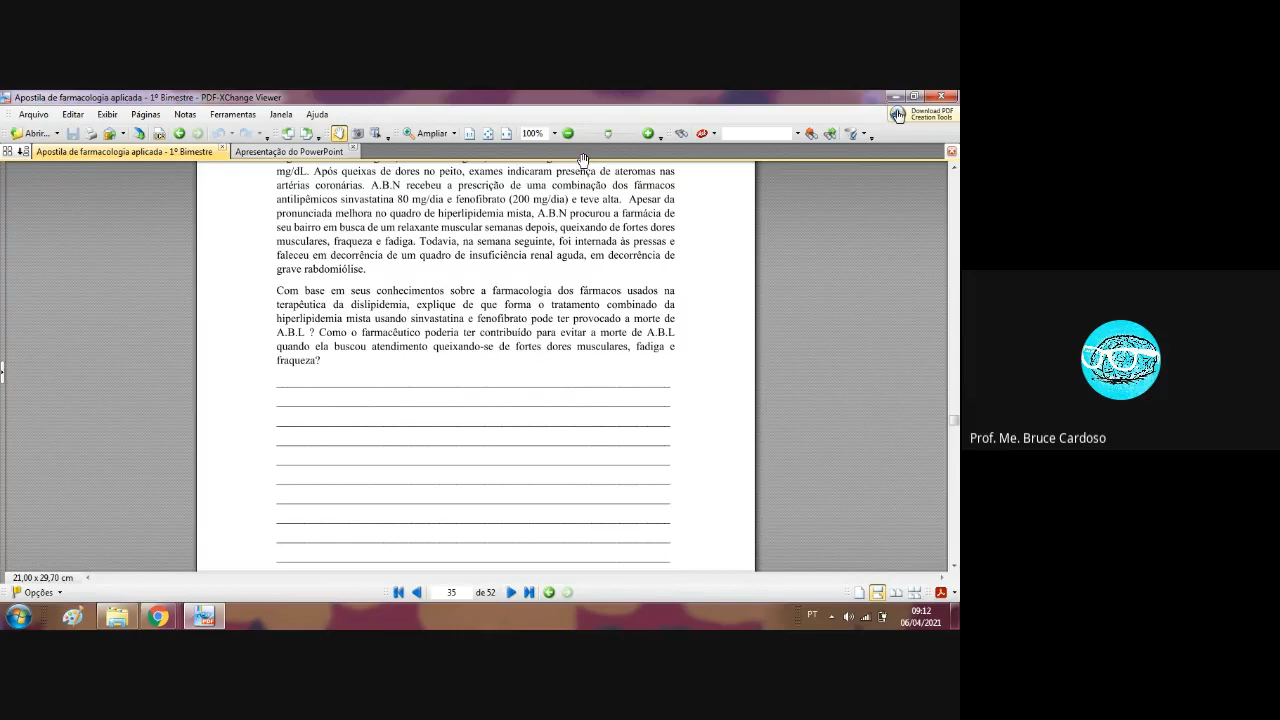 Apostila de farmacologia aplicada - 1º Bimestre - PDF-XChange Viewer
Arquivo Editar Exibir Documento Comentários Páginas Notas Ferramentas Janela Ajuda
Download PDF
Creation Tools
Abrir... Ampliar 100%
Apostila de farmacologia aplicada - 1º Bimestre Apresentação do PowerPoint
mg/dL. Após queixas de dores no peito, exames indicaram presença de ateromas nas
artérias coronárias. A.B.N recebeu a prescrição de uma combinação dos fármacos
antilipêmicos sinvastatina 80 mg/dia e fenofibrato (200 mg/dia) e teve alta. Apesar da
pronunciada melhora no quadro de hiperlipidemia mista, A.B.N procurou a farmácia de
seu bairro em busca de um relaxante muscular semanas depois, queixando de fortes dores
musculares, fraqueza e fadiga. Todavia, na semana seguinte, foi internada às pressas e
faleceu em decorrência de um quadro de insuficiência renal aguda, em decorrência de
grave rabdomiólise.
Com base em seus conhecimentos sobre a farmacologia dos fármacos usados na
terapêutica da dislipidemia, explique de que forma o tratamento combinado da
hiperlipidemia mista usando sinvastatina e fenofibrato pode ter provocado a morte de
A.B.L ? Como o farmacêutico poderia ter contribuído para evitar a morte de A.B.L
quando ela buscou atendimento queixando-se de fortes dores musculares, fadiga e
fraqueza?
Prof. Me. Bruce Cardoso
21,00 x 29,70 cm
Opções 35 de 52
PT 09:12
06/04/2021